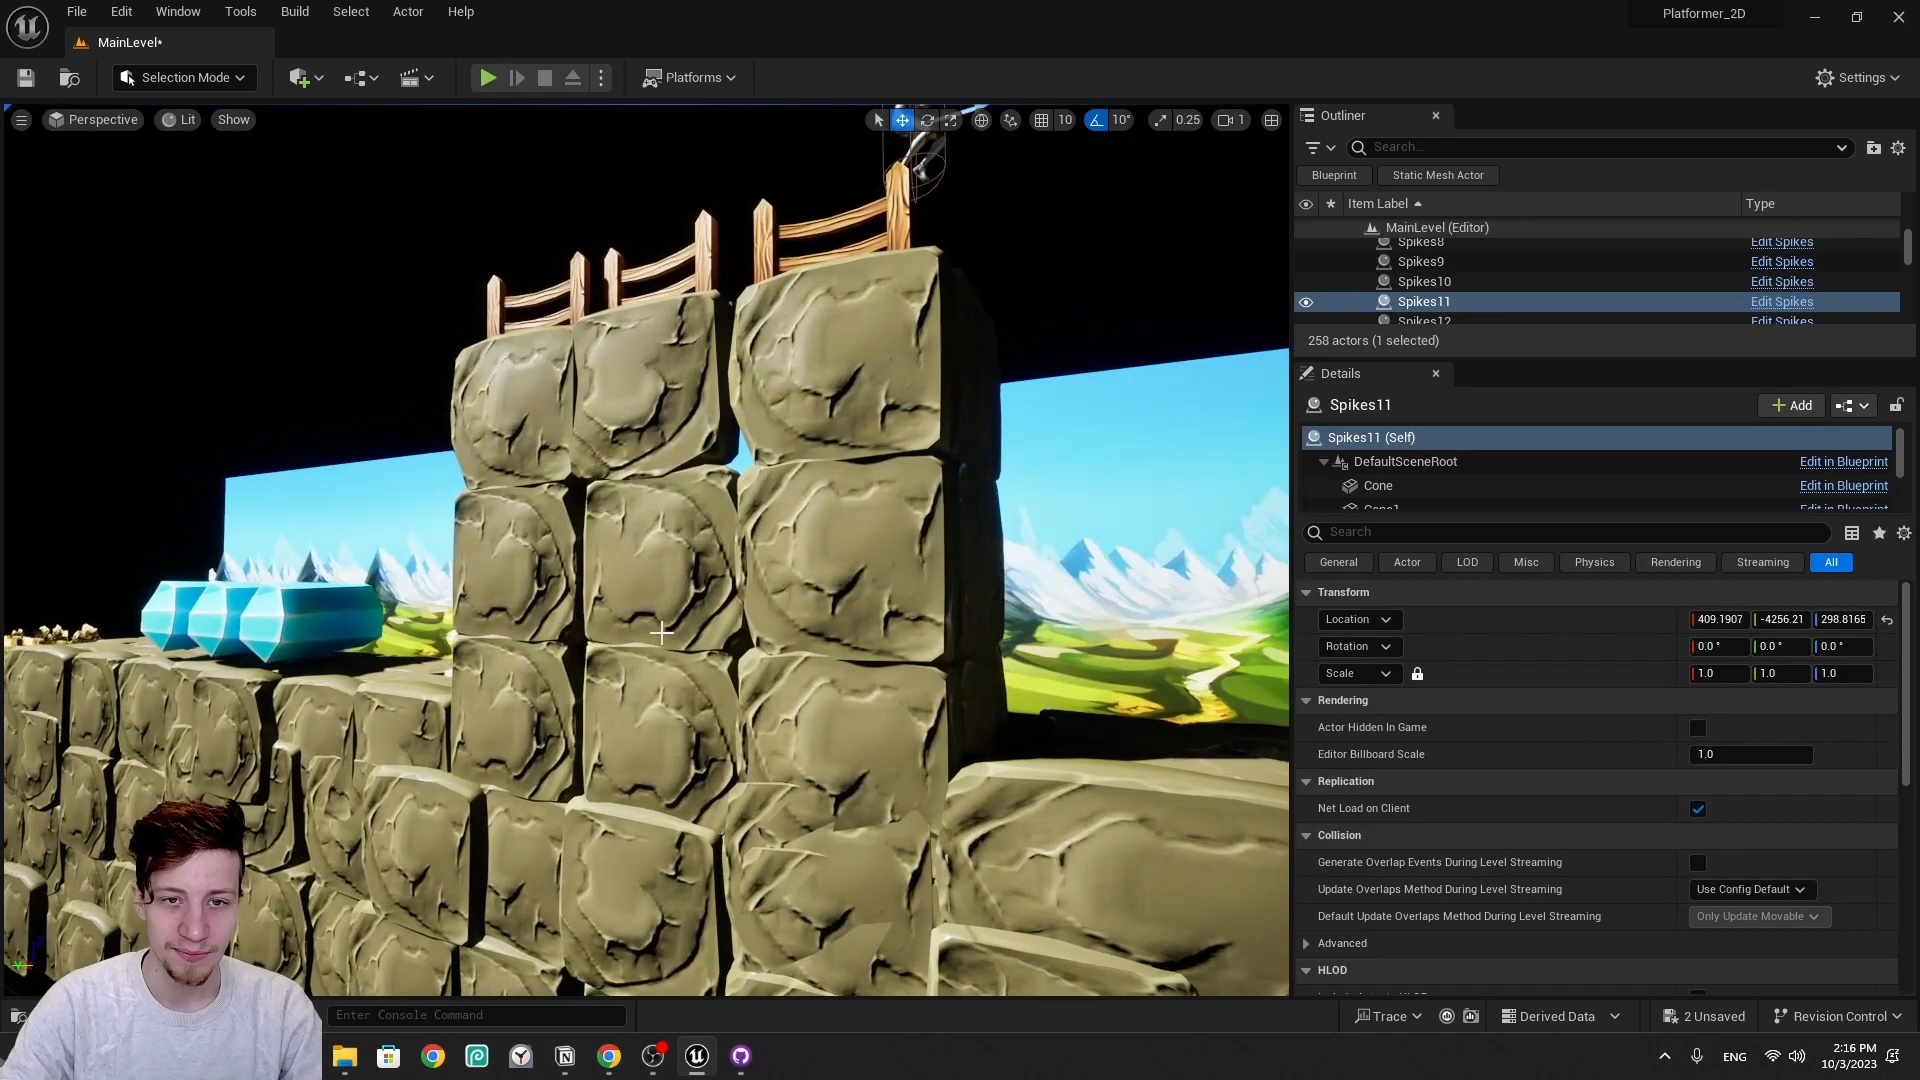 File Edit Window Tools Build Select Actor Help
Platformer_2D
MainLevel*
Selection Mode
Platforms
Settings
Perspective Lit Show
10 10° 0.25 1
Outliner
Search...
Blueprint Static Mesh Actor
Item Label Type
MainLevel (Editor)
Spikes8 Edit Spikes
Spikes9 Edit Spikes
Spikes10 Edit Spikes
Spikes11 Edit Spikes
Spikes12 Edit Spikes
258 actors (1 selected)
Details
Spikes11
Add
Spikes11 (Self)
DefaultSceneRoot Edit in Blueprint
Cone Edit in Blueprint
Cone1 Edit in Blueprint
Search
General Actor LOD Misc Physics Rendering Streaming All
Transform
Location 409.1907 -4256.21 298.8165
Rotation 0.0 ° 0.0 ° 0.0 °
Scale 1.0 1.0 1.0
Rendering
Actor Hidden In Game
Editor Billboard Scale 1.0
Replication
Net Load on Client
Collision
Generate Overlap Events During Level Streaming
Update Overlaps Method During Level Streaming Use Config Default
Default Update Overlaps Method During Level Streaming Only Update Movable
Advanced
HLOD
Enter Console Command
Trace Derived Data 2 Unsaved Revision Control
ENG
2:16 PM
10/3/2023